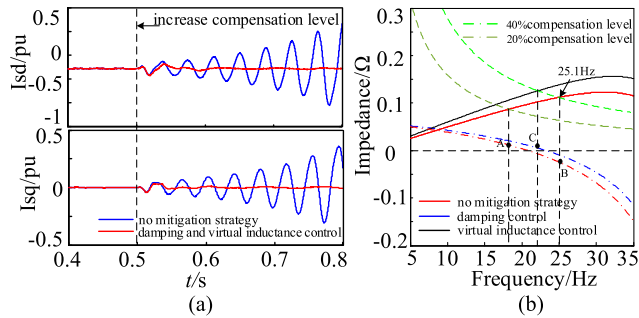 increase compensation level
Isd/pu
0.5
0
-0.5
-1
Isq/pu
0.5
0
-0.5
no mitigation strategy
damping and virtual inductance control
0.4 0.5 0.6 0.7 0.8
t/s
(a)
Impedance/Ω
0.3
0.2
0.1
0
-0.1
-0.2
40%compensation level
20%compensation level
25.1Hz
A
C
B
no mitigation strategy
damping control
virtual inductance control
5 10 15 20 25 30 35
Frequency/Hz
(b)